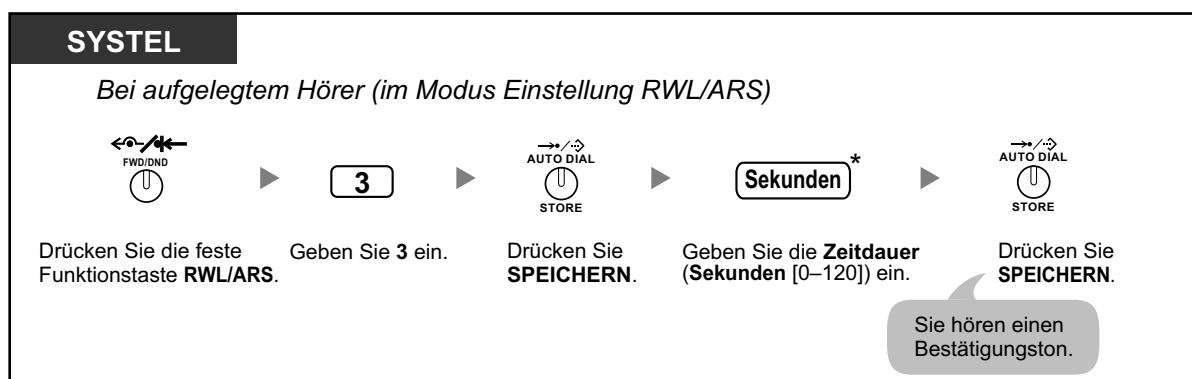 SYSTEL
Bei aufgelegtem Hörer (im Modus Einstellung RWL/ARS)
FWD/DND
3
AUTO DIAL
STORE
Sekunden*
AUTO DIAL
STORE
Drücken Sie die feste
Funktionstaste RWL/ARS.
Geben Sie 3 ein.
Drücken Sie
SPEICHERN.
Geben Sie die Zeitdauer
(Sekunden [0–120]) ein.
Drücken Sie
SPEICHERN.
Sie hören einen
Bestätigungston.